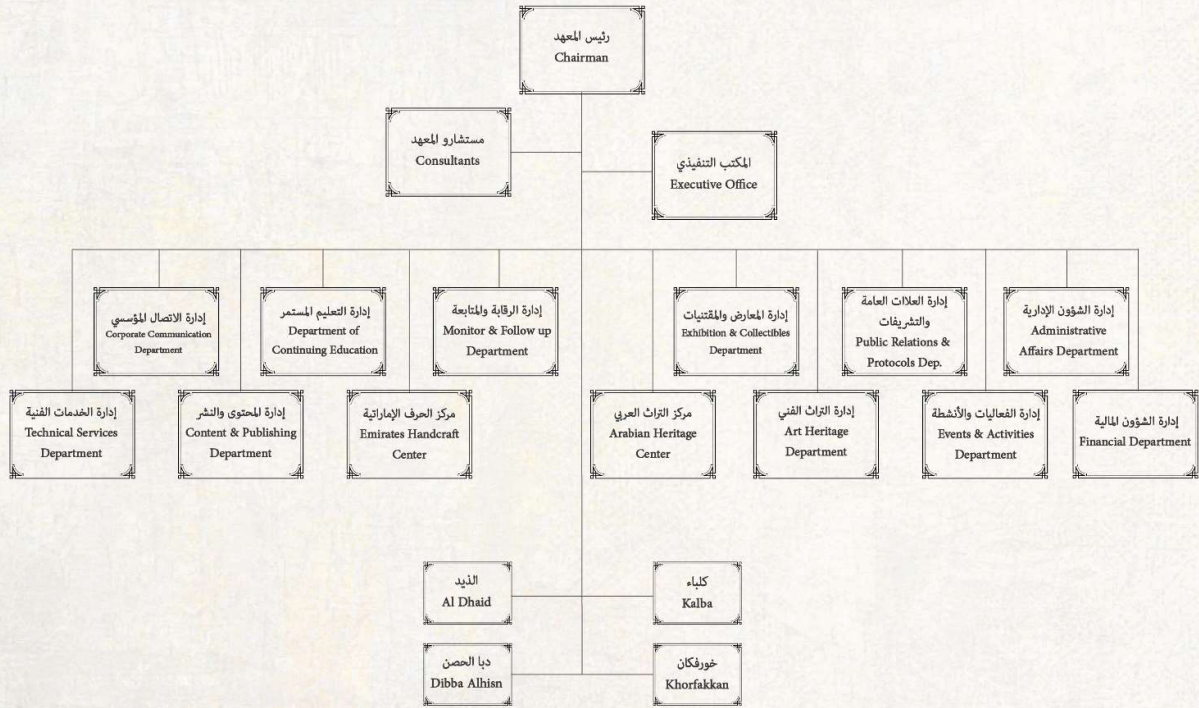 رئيس المعهد
Chairman
مستشارو المعهد
Consultants
المكتب التنفيذي
Executive Office
إدارة الاتصال المؤسسي
Corporate Communication
Department
إدارة التعليم المستمر
Department of
Continuing Education
إدارة الرقابة والمتابعة
Monitor & Follow up
Department
إدارة المعارض والمقتنيات
Exhibition & Collectibles
Department
إدارة العلاات العامة
والتشريفات
Public Relations &
Protocols Dep.
إدارة الشؤون الإدارية
Administrative
Affairs Department
إدارة الخدمات الفنية
Technical Services
Department
إدارة المحتوى والنشر
Content & Publishing
Department
مركز الحرف الإماراتية
Emirates Handcraft
Center
مركز التراث العربي
Arabian Heritage
Center
إدارة التراث الفني
Art Heritage
Department
إدارة الفعاليات والأنشطة
Events & Activities
Department
إدارة الشؤون المالية
Financial Department
الذيد
Al Dhaid
كلباء
Kalba
دبا الحصن
Dibba Alhisn
خورفكان
Khorfakkan